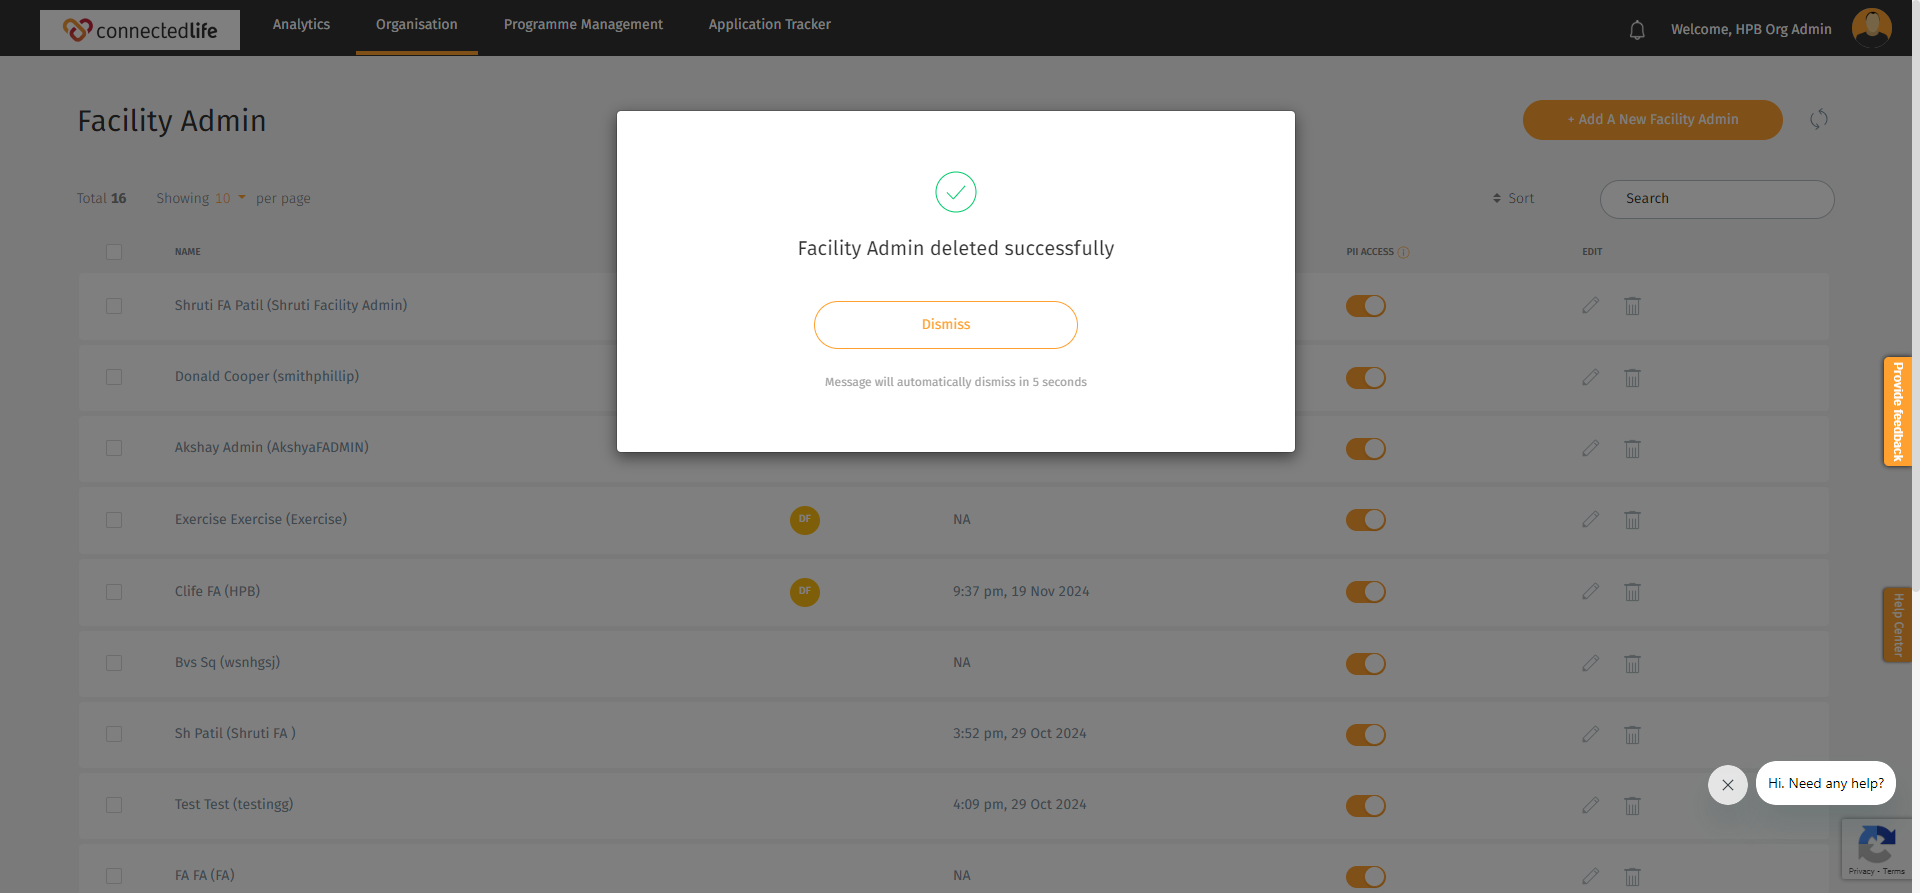 connectedlife
Analytics
Organisation
Programme Management
Application Tracker
Welcome, HPB Org Admin
Facility Admin
+ Add A New Facility Admin
Total 16
Showing 10 per page
Sort
Search
NAME
PII ACCESS
EDIT
Facility Admin deleted successfully
Dismiss
Message will automatically dismiss in 5 seconds
Shruti FA Patil (Shruti Facility Admin)
Donald Cooper (smithphillip)
Akshay Admin (AkshyaFADMIN)
Exercise Exercise (Exercise)
DF
NA
Clife FA (HPB)
DF
9:37 pm, 19 Nov 2024
Bvs Sq (wsnhgsj)
NA
Sh Patil (Shruti FA )
3:52 pm, 29 Oct 2024
Test Test (testingg)
4:09 pm, 29 Oct 2024
FA FA (FA)
NA
Provide feedback
Help Center
Hi. Need any help?
Privacy - Terms